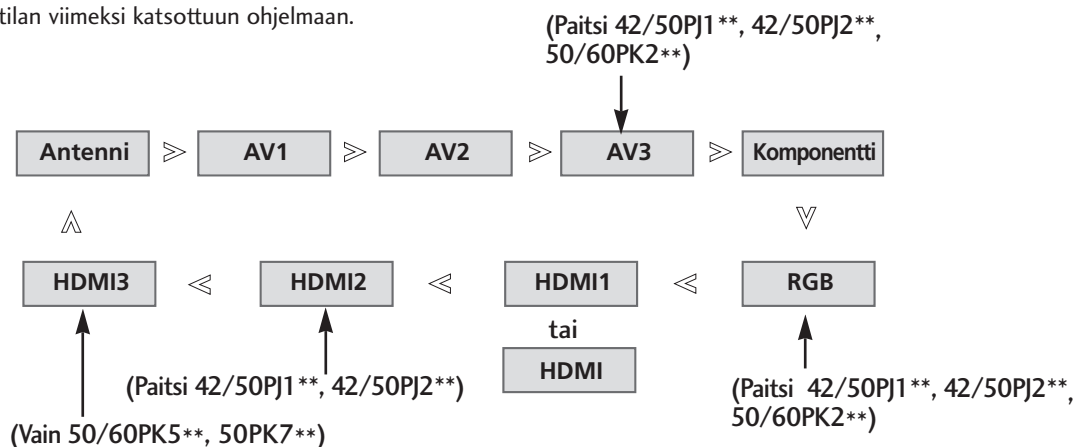 tilan viimeksi katsottuun ohjelmaan.
(Paitsi 42/50PJ1**, 42/50PJ2**,
50/60PK2**)
Antenni
AV1
AV2
AV3
Komponentti
HDMI3
HDMI2
HDMI1
RGB
tai
HDMI
(Paitsi 42/50PJ1**, 42/50PJ2**)
(Paitsi 42/50PJ1**, 42/50PJ2**,
50/60PK2**)
(Vain 50/60PK5**, 50PK7**)